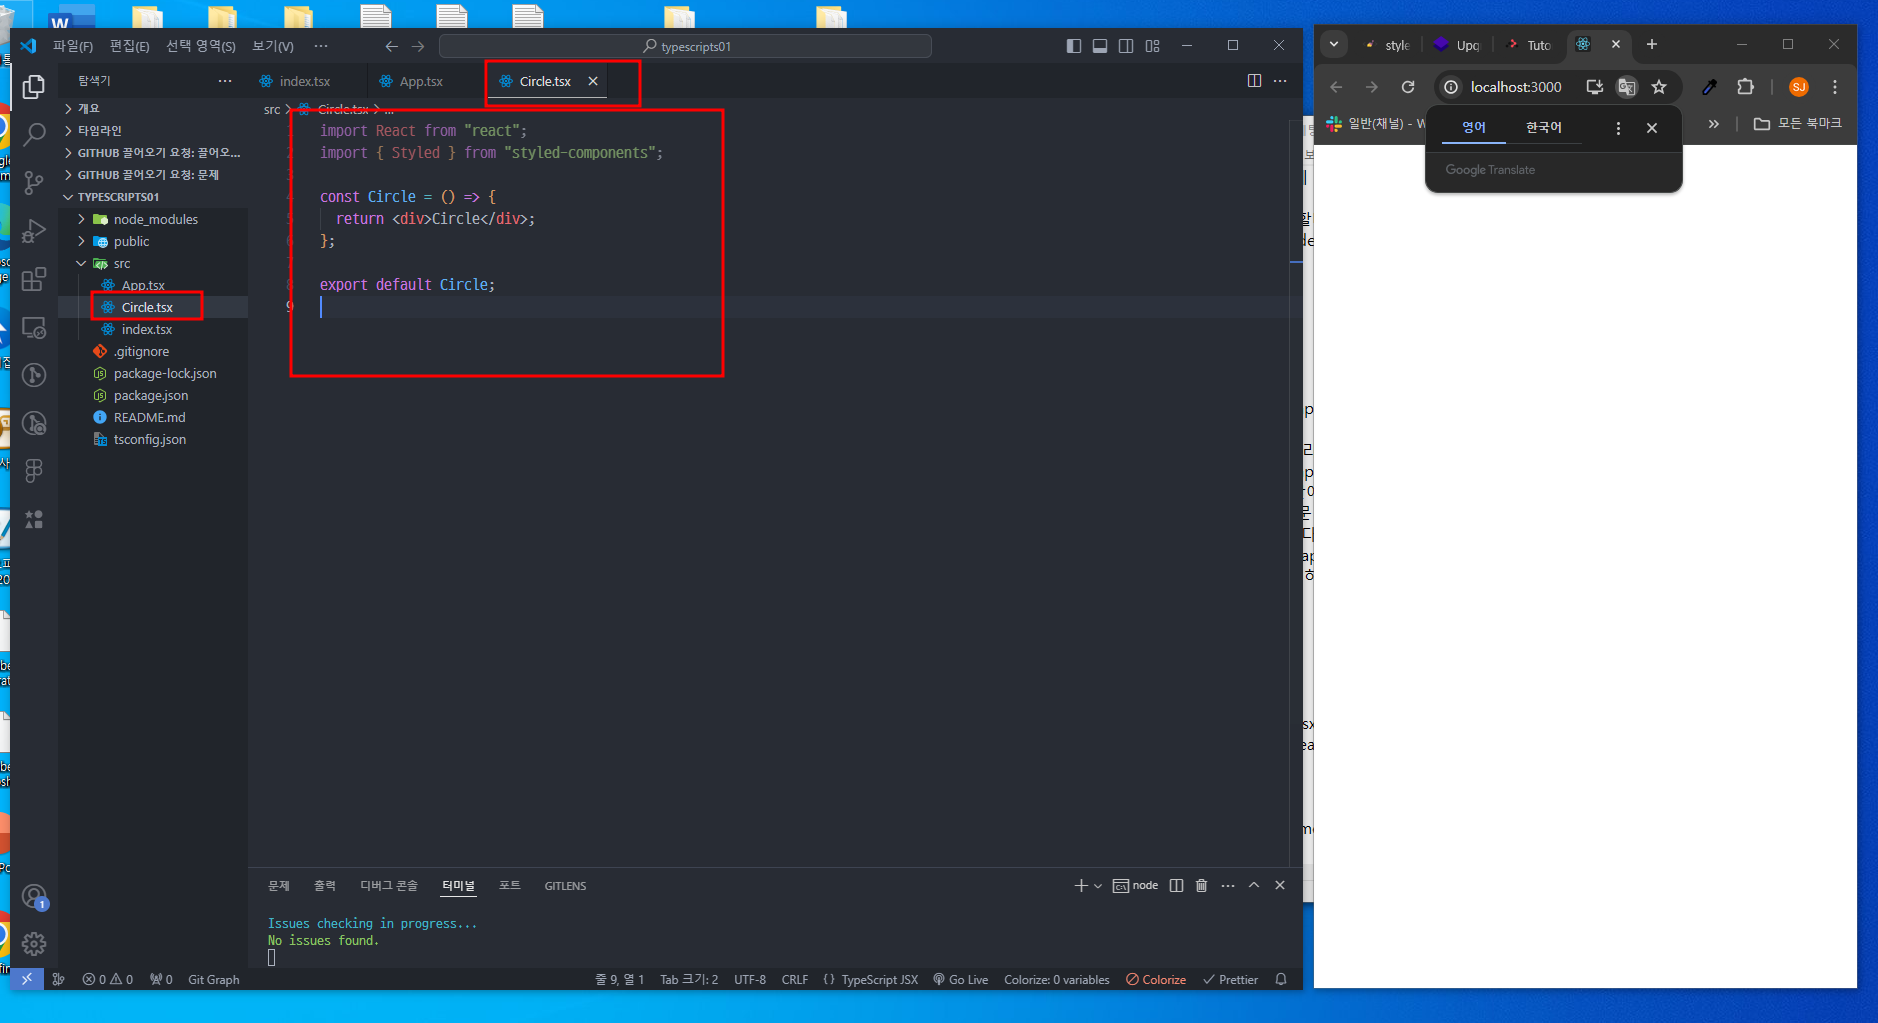 파일(F) 편집(E) 선택 영역(S) 보기(V) ··· typescripts01
탐색기
index.tsx App.tsx Circle.tsx
src > Circle.tsx > ...
개요
타임라인
GITHUB 끌어오기 요청: 끌어오...
GITHUB 끌어오기 요청: 문제
TYPESCRIPTS01
node_modules
public
src
App.tsx
Circle.tsx
index.tsx
.gitignore
package-lock.json
package.json
README.md
tsconfig.json
1 import React from "react";
2 import { Styled } from "styled-components";
3
4 const Circle = () => {
5 return <div>Circle</div>;
6 };
7
8 export default Circle;
9
문제 출력 디버그 콘솔 터미널 포트 GITLENS
node
Issues checking in progress...
No issues found.
0 0 0 Git Graph
줄 9, 열 1 Tab 크기: 2 UTF-8 CRLF {} TypeScript JSX Go Live Colorize: 0 variables Colorize Prettier
style Upg Tuto
localhost:3000
SJ
일반(채널) - W
모든 북마크
영어 한국어
Google Translate